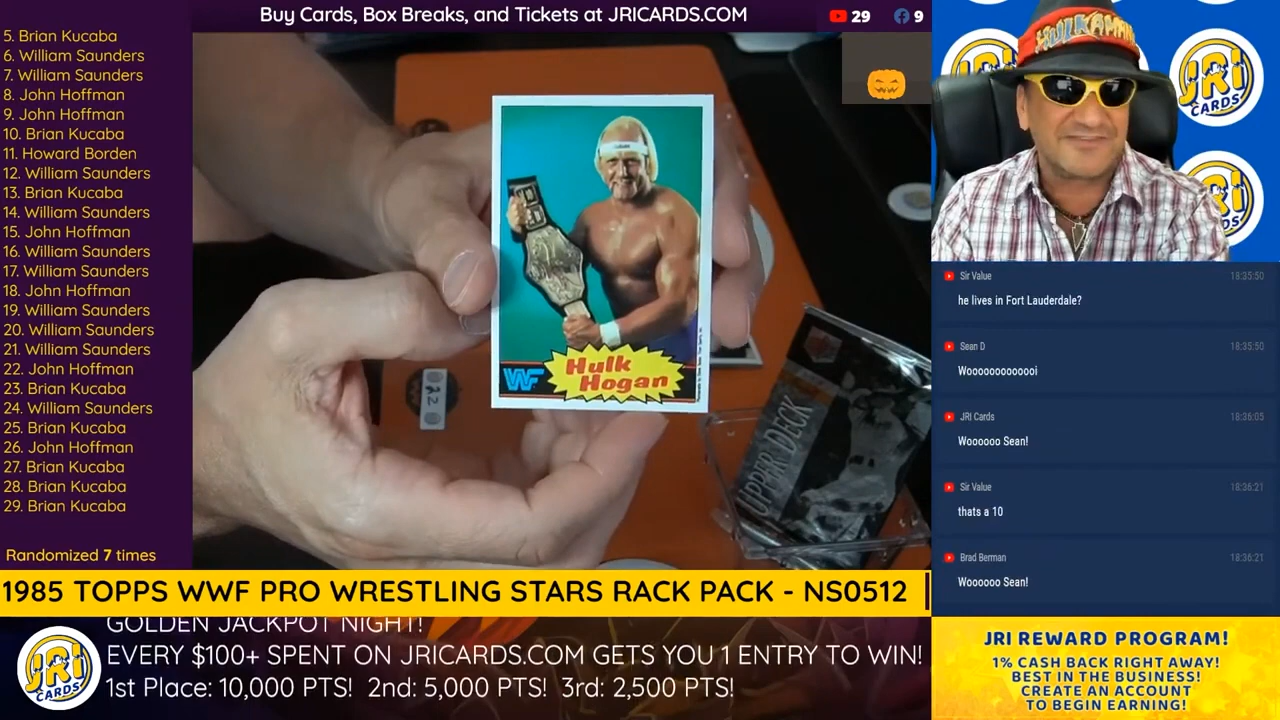 Buy Cards, Box Breaks, and Tickets at JRICARDS.COM
29
9
5. Brian Kucaba
6. William Saunders
7. William Saunders
8. John Hoffman
9. John Hoffman
10. Brian Kucaba
11. Howard Borden
12. William Saunders
13. Brian Kucaba
14. William Saunders
15. John Hoffman
16. William Saunders
17. William Saunders
18. John Hoffman
19. William Saunders
20. William Saunders
21. William Saunders
22. John Hoffman
23. Brian Kucaba
24. William Saunders
25. Brian Kucaba
26. John Hoffman
27. Brian Kucaba
28. Brian Kucaba
29. Brian Kucaba
Randomized 7 times
WF
Hulk
Hogan
22
UPPER DECK
HULKAMANIA
JRI
CARDS
JRI
CARDS
Sir Value 18:35:50
he lives in Fort Lauderdale?
Sean D 18:35:50
Woooooooooooi
JRI Cards 18:36:05
Woooooo Sean!
Sir Value 18:36:21
thats a 10
Brad Berman 18:36:21
Woooooo Sean!
1985 TOPPS WWF PRO WRESTLING STARS RACK PACK - NS0512
JRI
CARDS
GOLDEN JACKPOT NIGHT!
EVERY $100+ SPENT ON JRICARDS.COM GETS YOU 1 ENTRY TO WIN!
1st Place: 10,000 PTS! 2nd: 5,000 PTS! 3rd: 2,500 PTS!
JRI REWARD PROGRAM!
1% CASH BACK RIGHT AWAY!
BEST IN THE BUSINESS!
CREATE AN ACCOUNT
TO BEGIN EARNING!